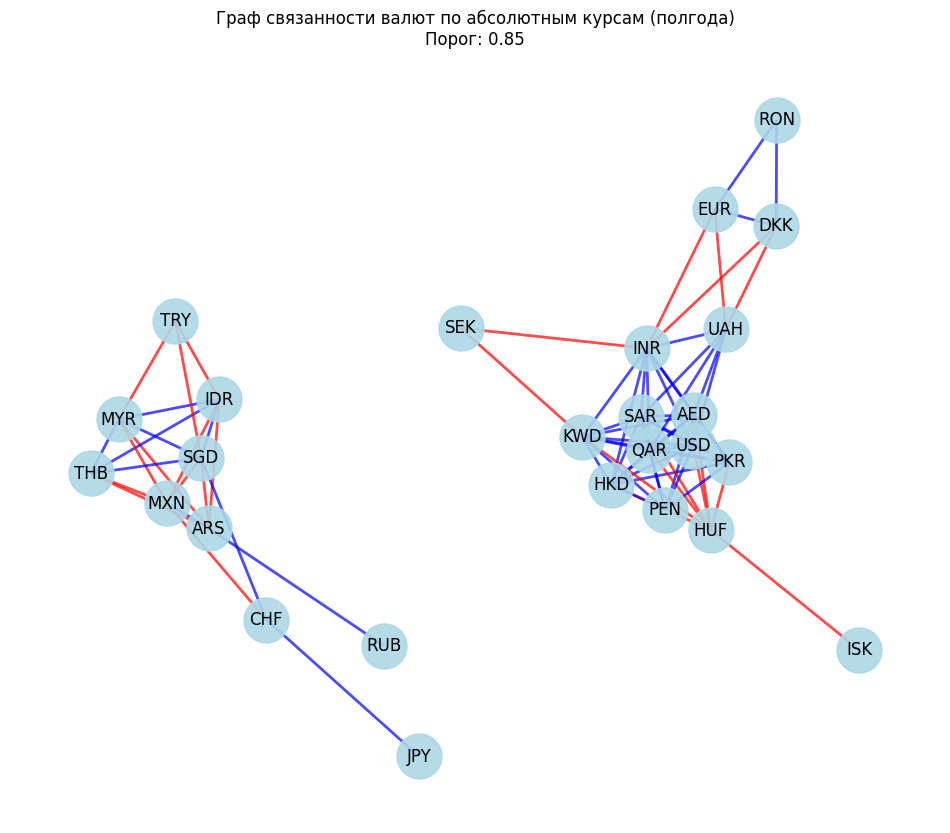 Граф связанности валют по абсолютным курсам (полгода)
Порог: 0.85
RON
EUR
DKK
TRY
SEK
UAH
INR
IDR
MYR
SAR
AED
KWD
USD
QAR
SGD
PKR
THB
HKD
MXN
PEN
ARS
HUF
CHF
RUB
ISK
JPY